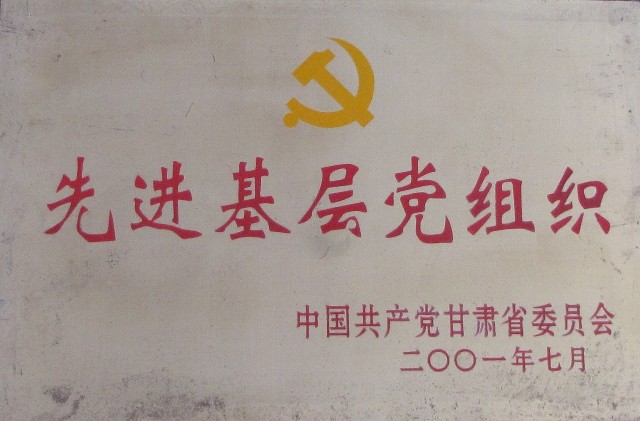 先进基层党组织
中国共产党甘肃省委员会
二〇〇一年七月